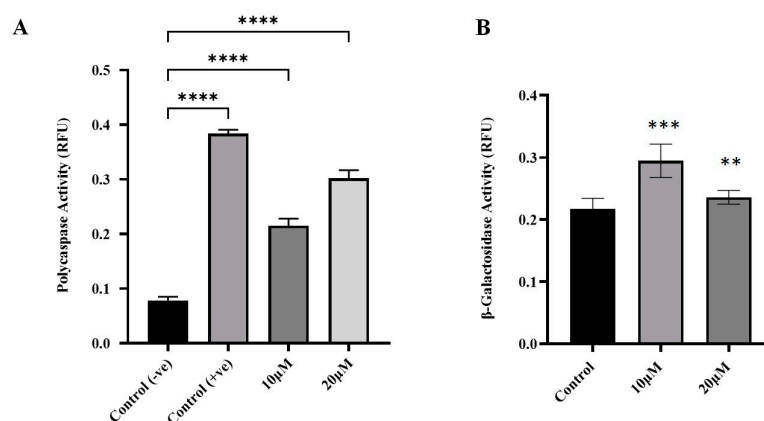 A
****
****
****
Polycaspase Activity (RFU)
0.5
0.4
0.3
0.2
0.1
0.0
Control (-ve)
Control (+ve)
10μM
20μM
B
β-Galactosidase Activity (RFU)
0.4
0.3
0.2
0.1
0.0
***
**
Control
10μM
20μM